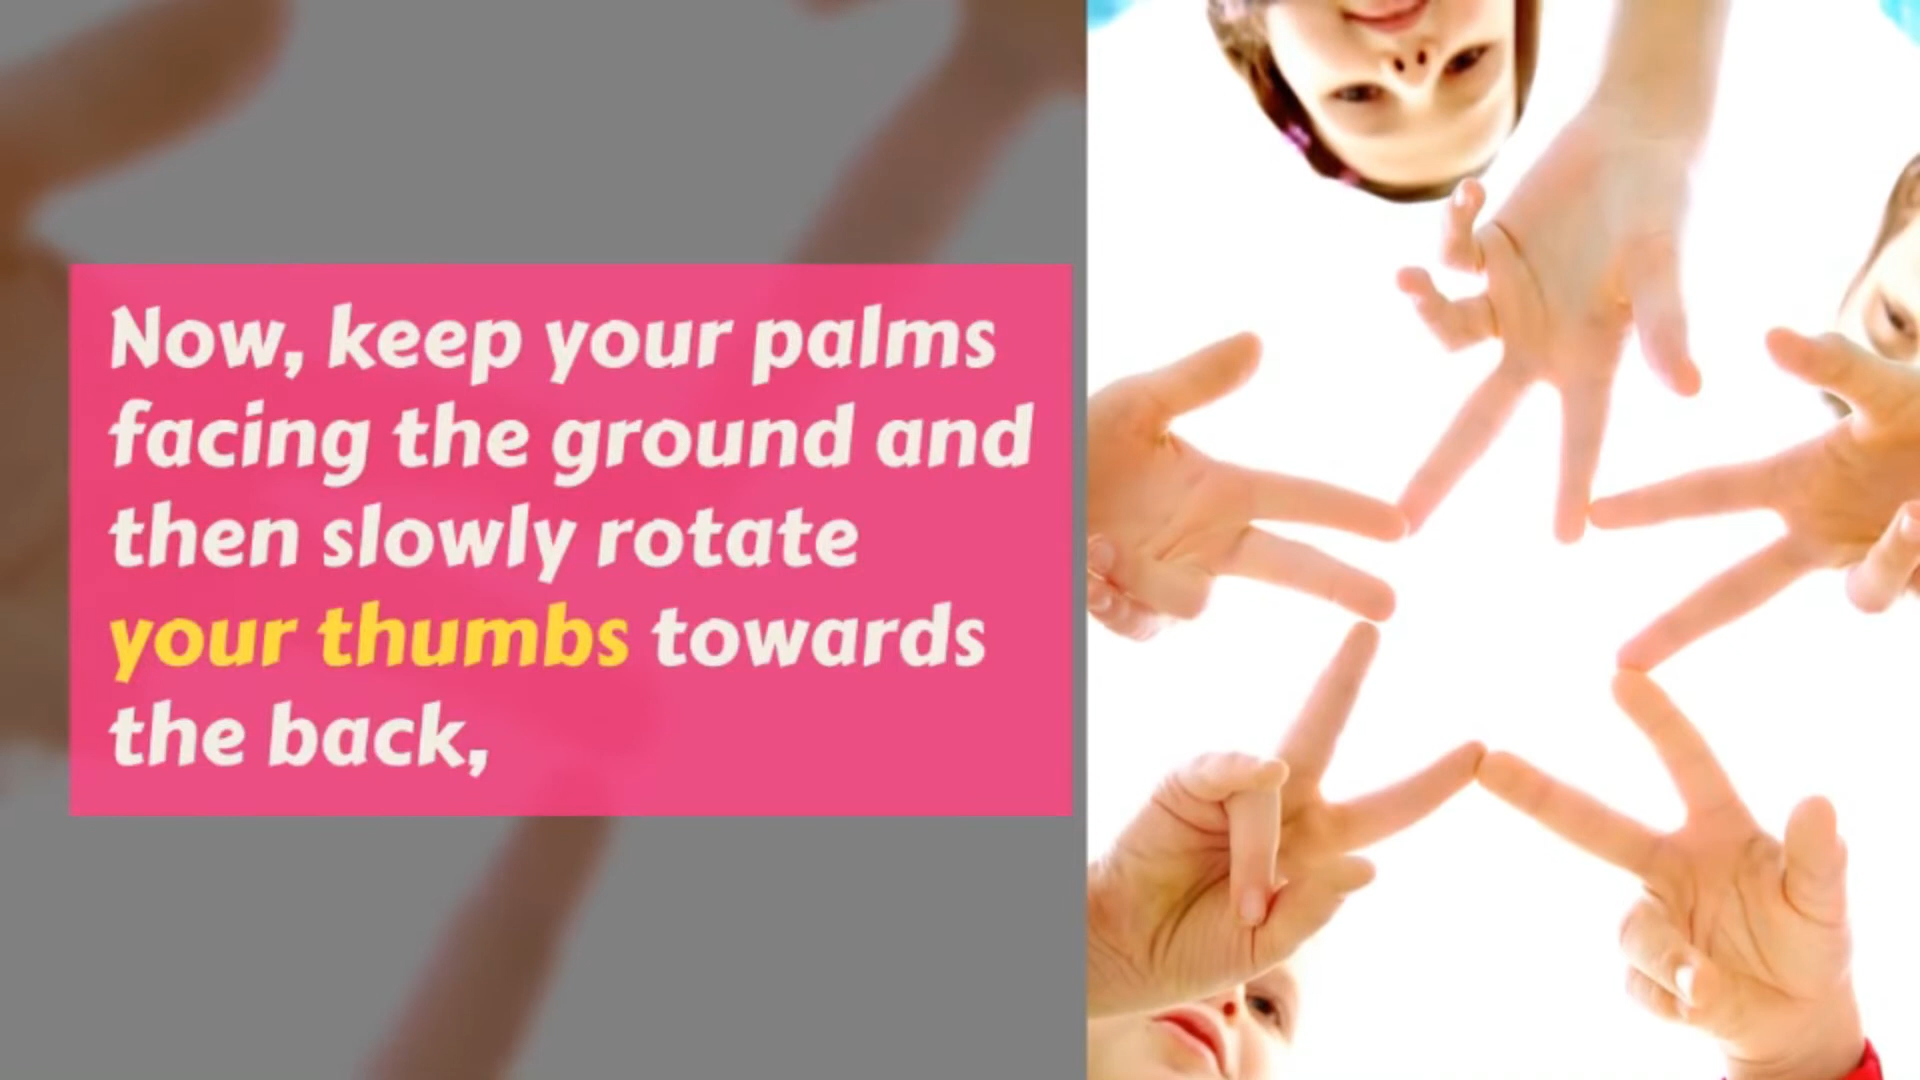 Now, keep your palms
facing the ground and
then slowly rotate
your thumbs towards
the back,